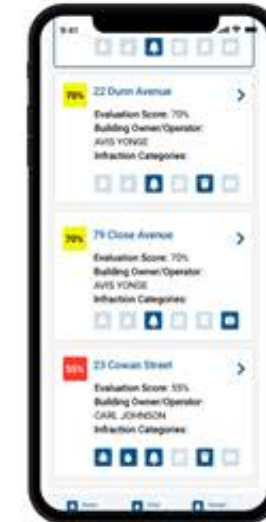 9:41
70%
22 Dunn Avenue
Evaluation Score: 70%
Building Owner/Operator:
AVIS YONGE
Infraction Categories:
70%
79 Close Avenue
Evaluation Score: 70%
Building Owner/Operator:
AVIS YONGE
Infraction Categories:
55%
23 Cowan Street
Evaluation Score: 55%
Building Owner/Operator:
CARL JOHNSON
Infraction Categories: